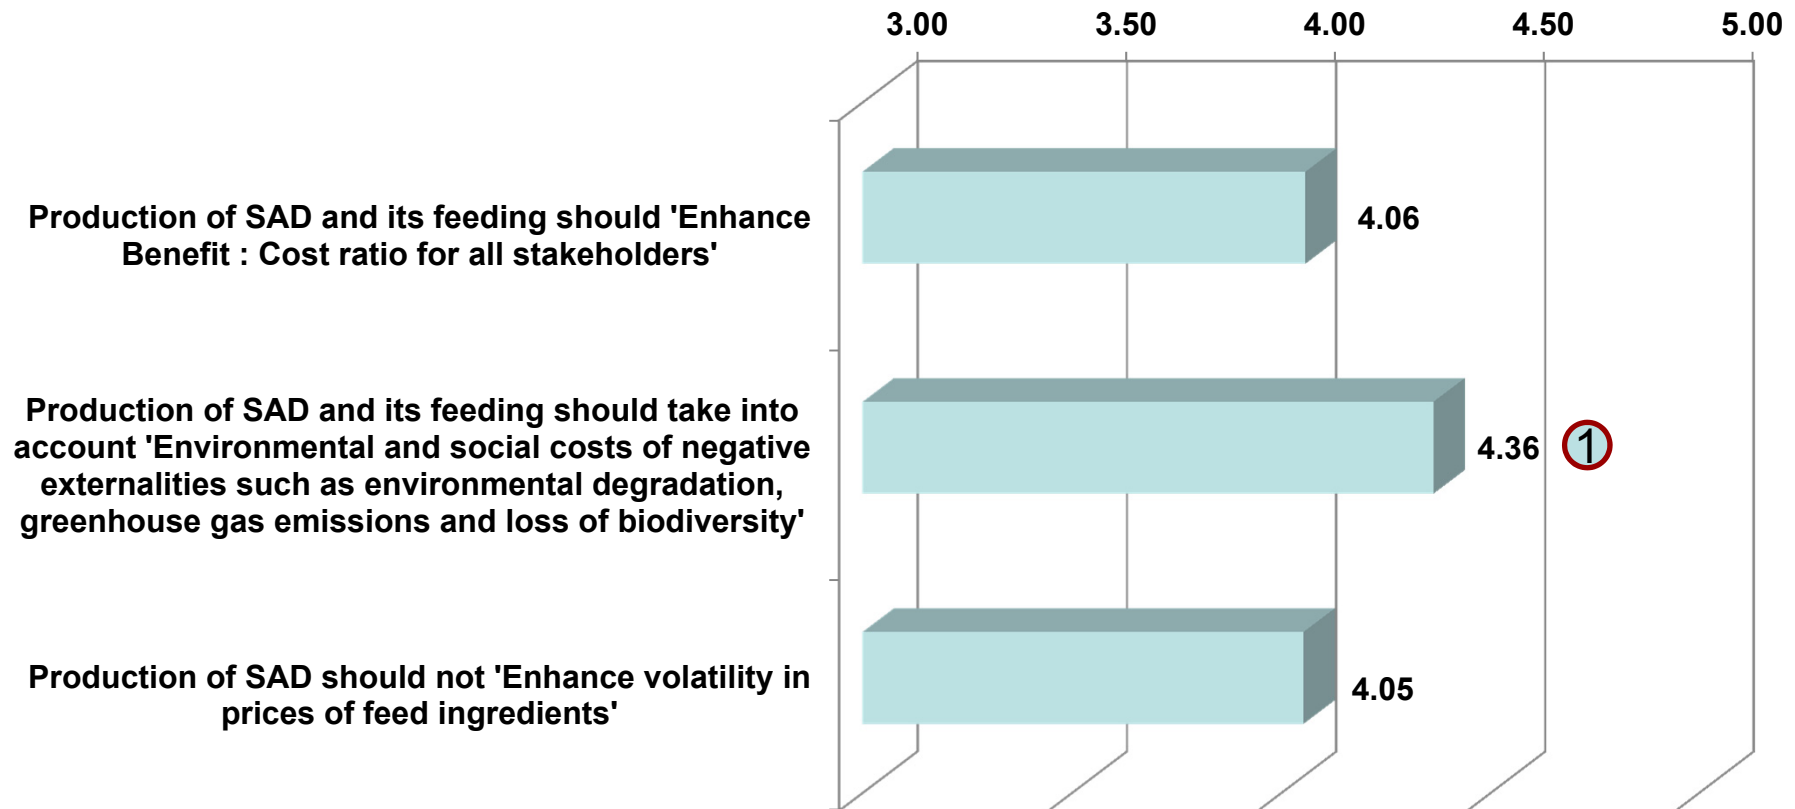 3.00 3.50 4.00 4.50 5.00
Production of SAD and its feeding should 'Enhance
Benefit : Cost ratio for all stakeholders'
4.06
Production of SAD and its feeding should take into
account 'Environmental and social costs of negative
externalities such as environmental degradation,
greenhouse gas emissions and loss of biodiversity'
4.36 1
Production of SAD should not 'Enhance volatility in
prices of feed ingredients'
4.05